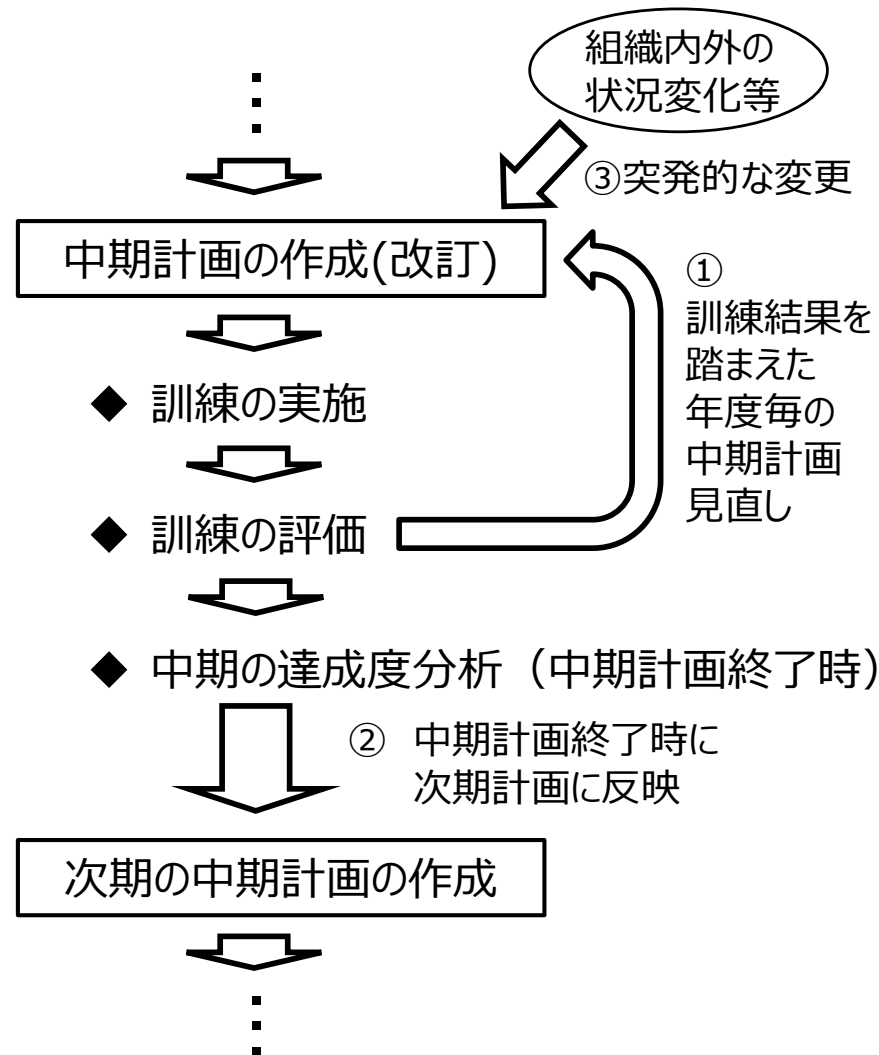 組織内外の
状況変化等
③突発的な変更
中期計画の作成(改訂)
①
訓練結果を
踏まえた
年度毎の
中期計画
見直し
◆ 訓練の実施
◆ 訓練の評価
◆ 中期の達成度分析（中期計画終了時）
② 中期計画終了時に
次期計画に反映
次期の中期計画の作成